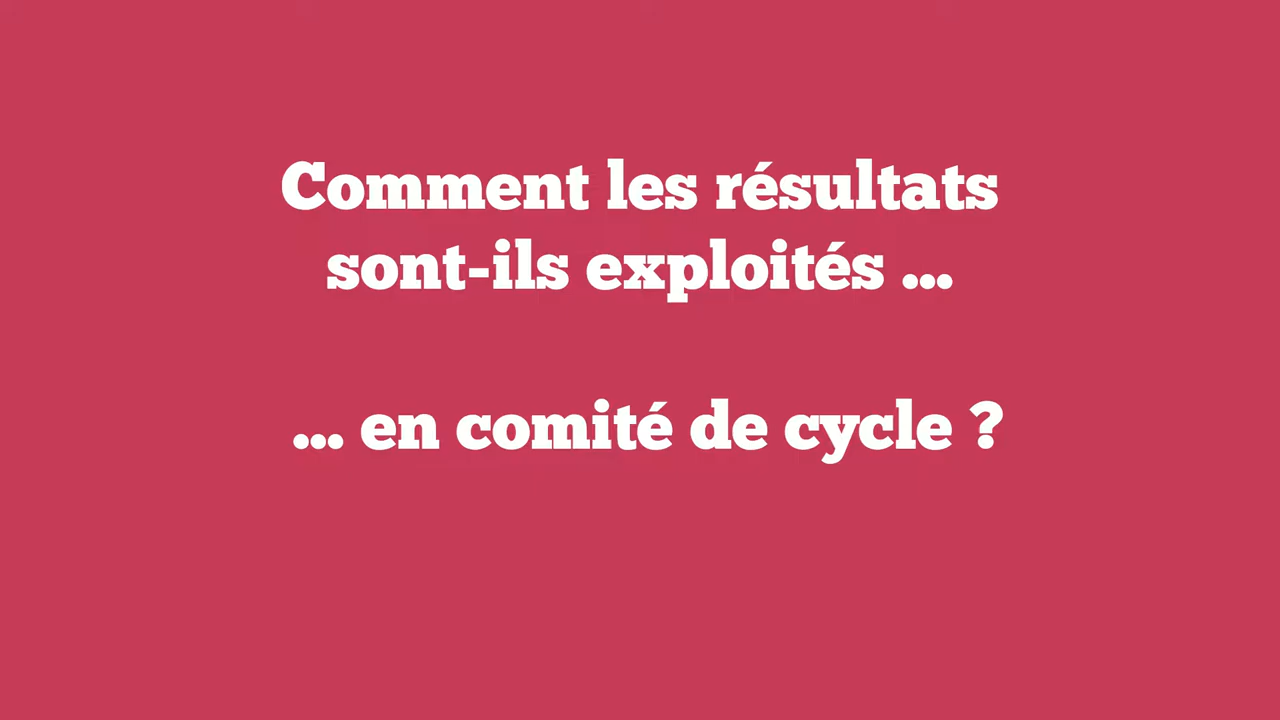 Comment les résultats
sont-ils exploités ...
... en comité de cycle ?